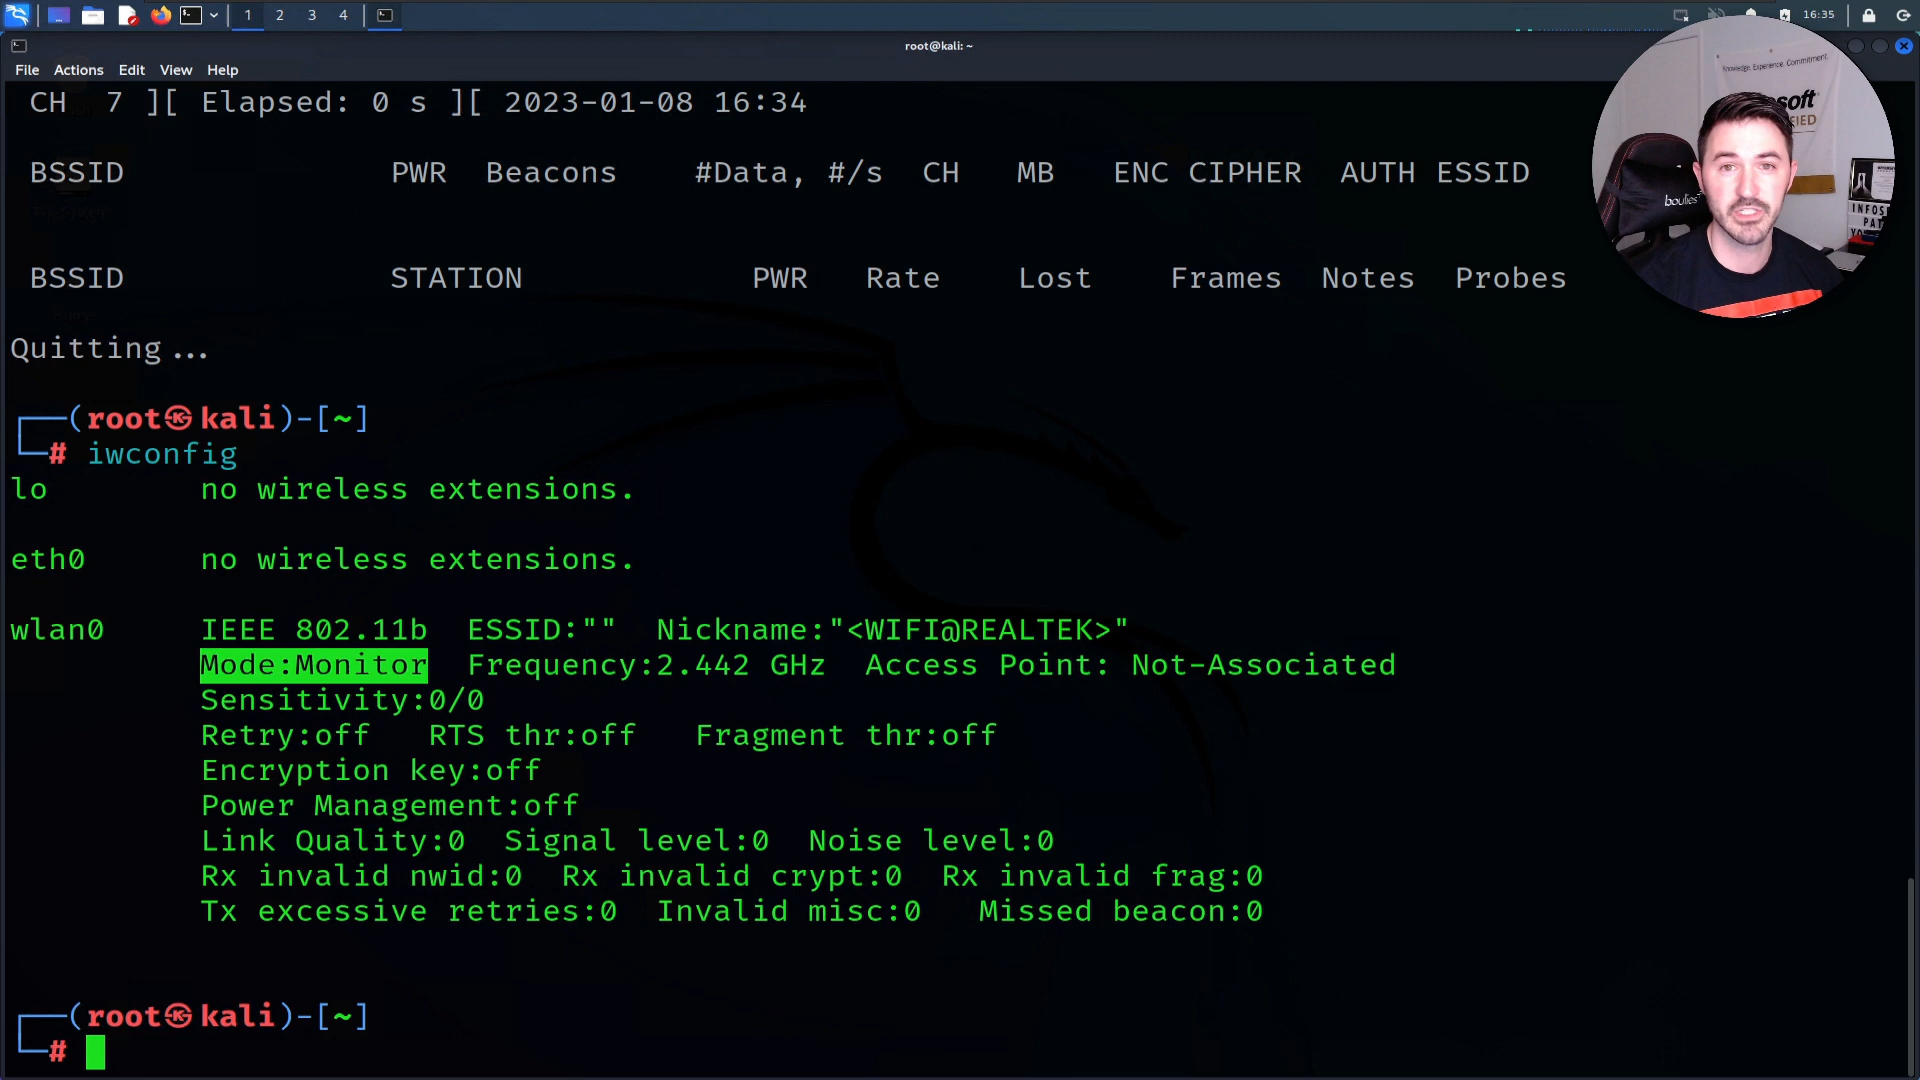 1 2 3 4
16:35
root@kali: ~
File Actions Edit View Help
CH 7 ][ Elapsed: 0 s ][ 2023-01-08 16:34
BSSID PWR Beacons #Data, #/s CH MB ENC CIPHER AUTH ESSID
BSSID STATION PWR Rate Lost Frames Notes Probes
Quitting...
(root㉿kali)-[~]
# iwconfig
lo no wireless extensions.
eth0 no wireless extensions.
wlan0 IEEE 802.11b ESSID:"" Nickname:"<WIFI@REALTEK>"
Mode:Monitor Frequency:2.442 GHz Access Point: Not-Associated
Sensitivity:0/0
Retry:off RTS thr:off Fragment thr:off
Encryption key:off
Power Management:off
Link Quality:0 Signal level:0 Noise level:0
Rx invalid nwid:0 Rx invalid crypt:0 Rx invalid frag:0
Tx excessive retries:0 Invalid misc:0 Missed beacon:0
(root㉿kali)-[~]
#
Knowledge. Experience. Commitment.
boulies
INFOS
PAT